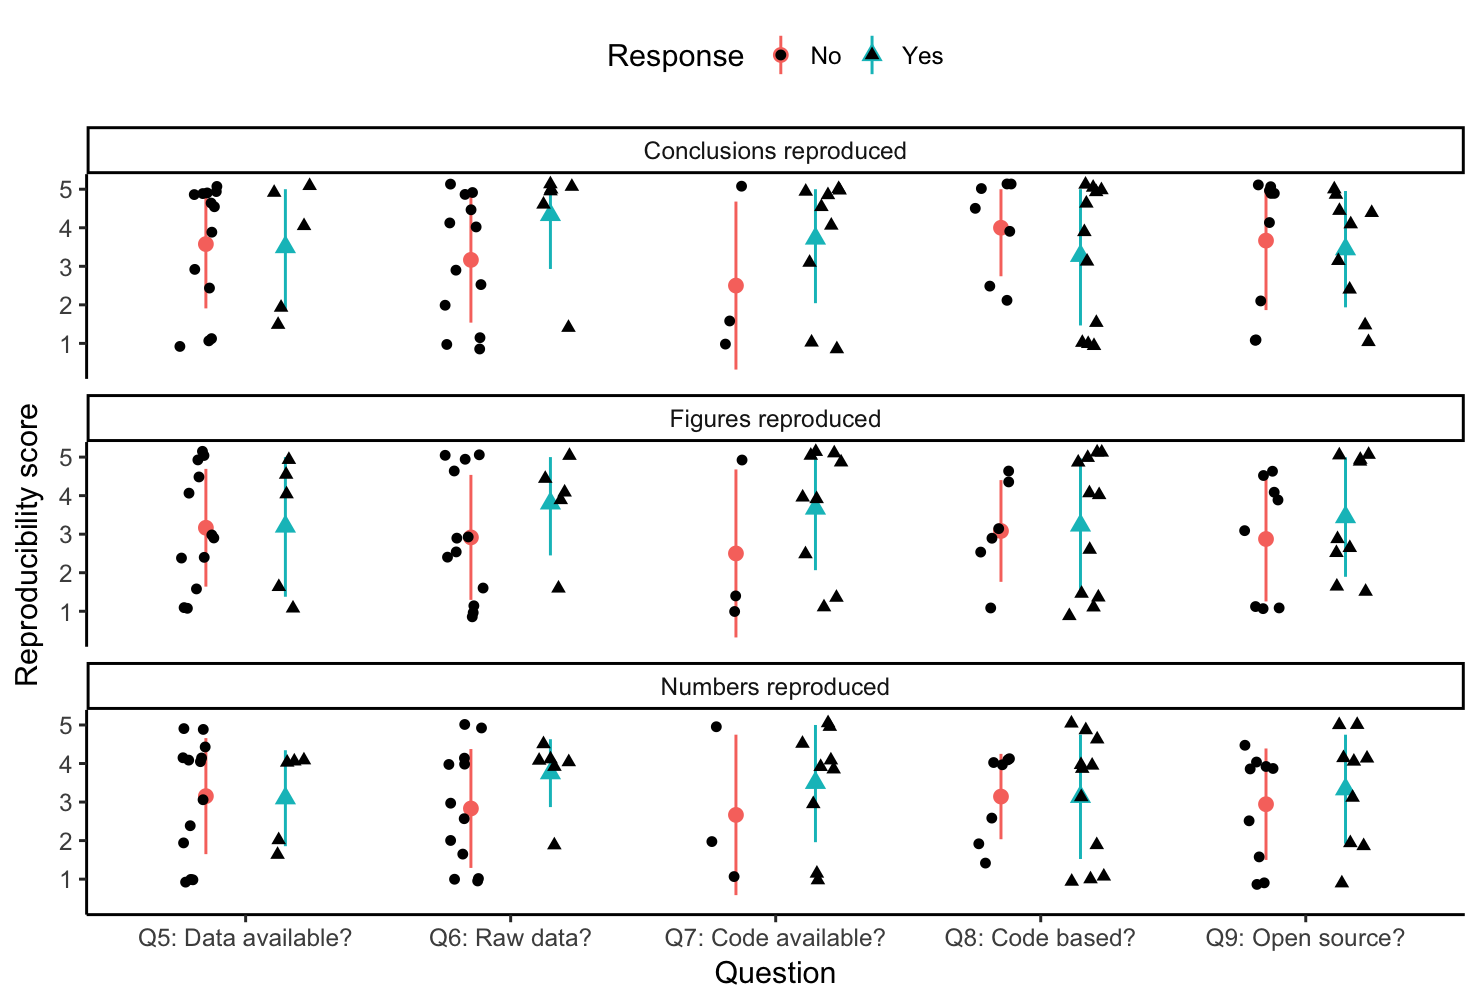 Response No Yes
Conclusions reproduced
5
4
3
2
1
Figures reproduced
5
4
3
2
1
Numbers reproduced
5
4
3
2
1
Reproducibility score
Q5: Data available? Q6: Raw data? Q7: Code available? Q8: Code based? Q9: Open source?
Question